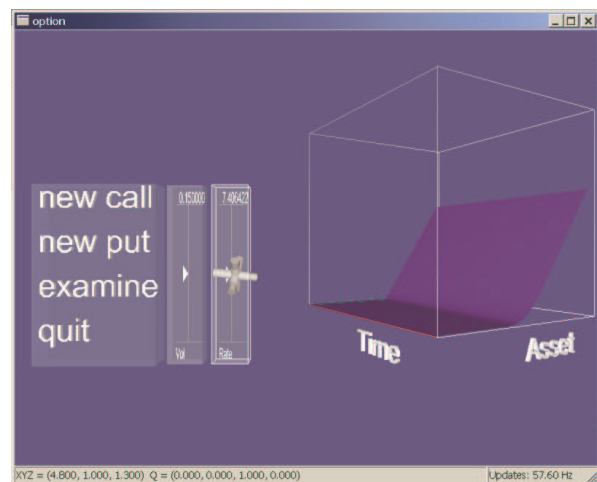 option
new call
new put
examine
quit
0.150000
7.406422
Vol
Rate
Time
Asset
XYZ = (4.800, 1.000, 1.300) Q = (0.000, 0.000, 1.000, 0.000)
Updates: 57.60 Hz